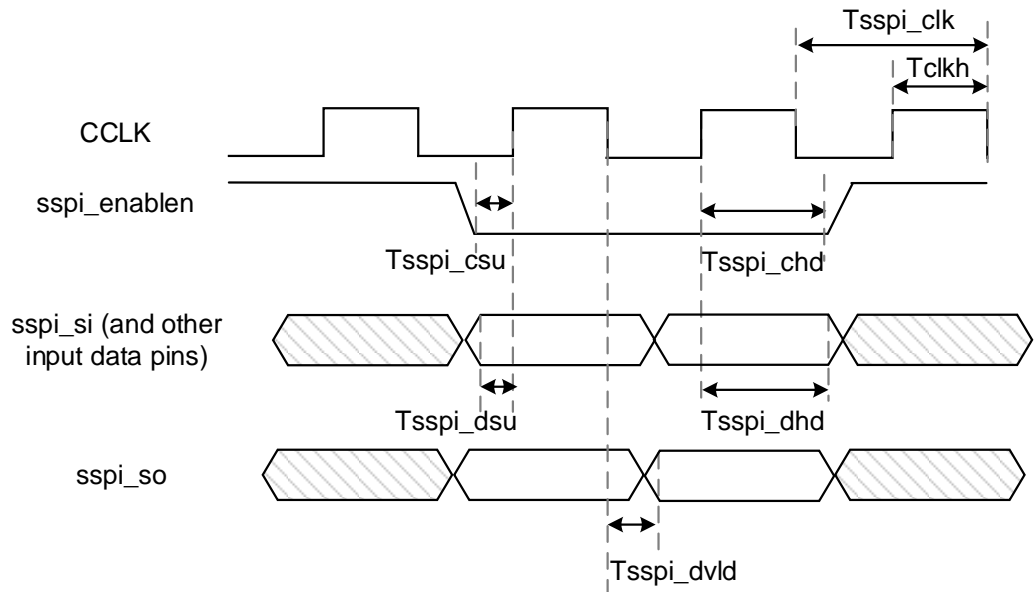 Tsspi_clk
Tclkh
CCLK
sspi_enablen
Tsspi_csu
Tsspi_chd
sspi_si (and other
input data pins)
Tsspi_dsu
Tsspi_dhd
sspi_so
Tsspi_dvld